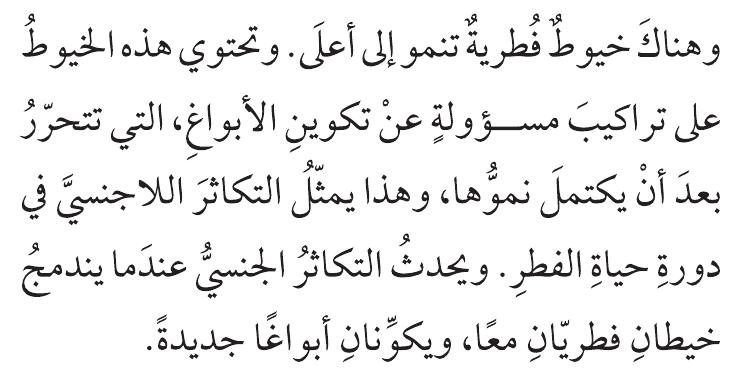 وهناكَ خيوطٌ فُطريةٌ تنمو إلى أعلَى. وتحتوي هذه الخيوطُ
على تراكيبَ مسـؤولةٍ عنْ تكوينِ الأبواغِ، التي تتحرّرُ
بعدَ أنْ يكتملَ نموُّها، وهذا يمثّلُ التكاثرَ اللاجنسيَّ في
دورةِ حياةِ الفطرِ. ويحدثُ التكاثرُ الجنسيُّ عندَما يندمجُ
خيطانِ فطريّانِ معًا، ويكوِّنانِ أبواغًا جديدةً.